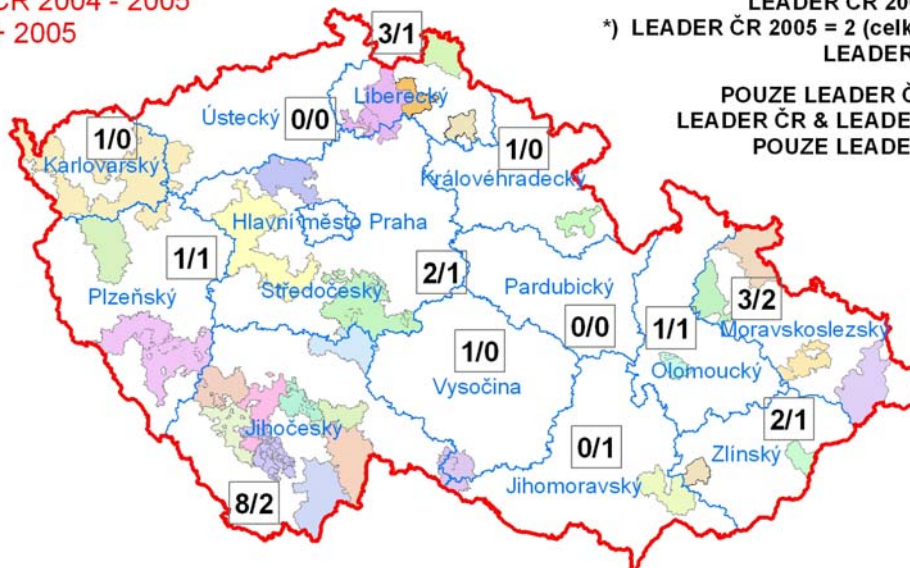 ČR 2004 - 2005
2005
LEADER ČR 200
*) LEADER ČR 2005 = 2 (celk
LEADER
POUZE LEADER Č
LEADER ČR & LEADE
POUZE LEADE
3/1
Liberecký
Ústecký
0/0
1/0
Karlovarský
1/0
Královéhradecký
Hlavní město Praha
1/1
2/1
Plzeňský
Středočeský
Pardubický
0/0
3/2
1/1
Moravskoslezský
1/0
Vysočina
Olomoucký
2/1
Jihočeský
0/1
Zlínský
Jihomoravský
8/2